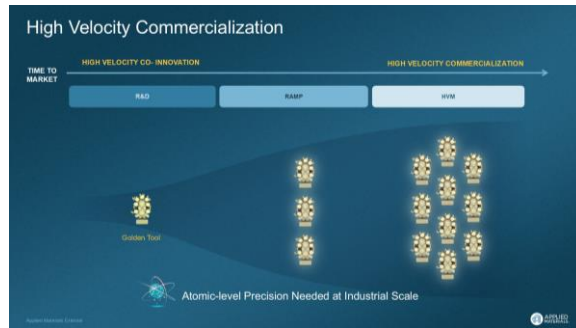 High Velocity Commercialization
HIGH VELOCITY CO- INNOVATION
HIGH VELOCITY COMMERCIALIZATION
TIME TO
MARKET
R&D
RAMP
HVM
Golden Tool
Atomic-level Precision Needed at Industrial Scale
Applied Materials External
APPLIED
MATERIALS